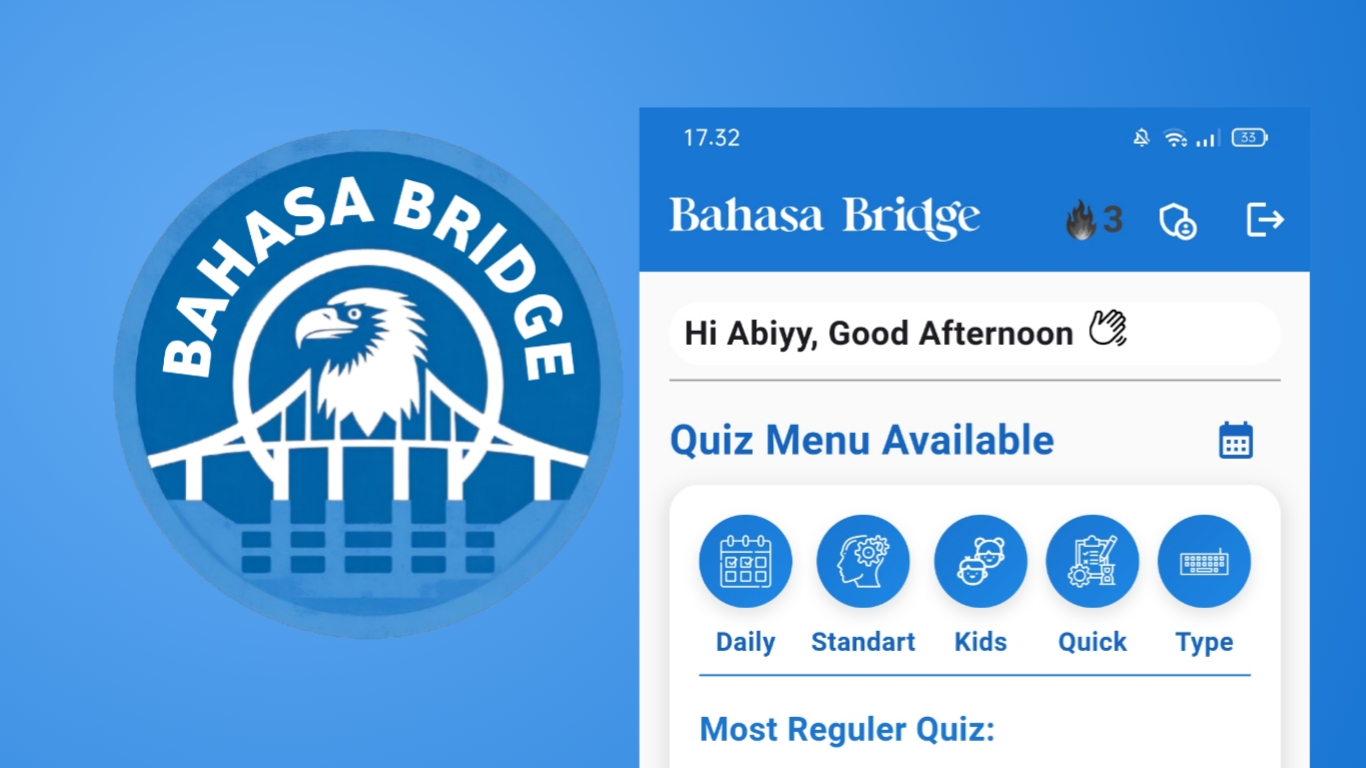 BAHASA BRIDGE
17.32
33
Bahasa Bridge
3
Hi Abiyy, Good Afternoon
Quiz Menu Available
Daily Standart Kids Quick Type
Most Reguler Quiz: